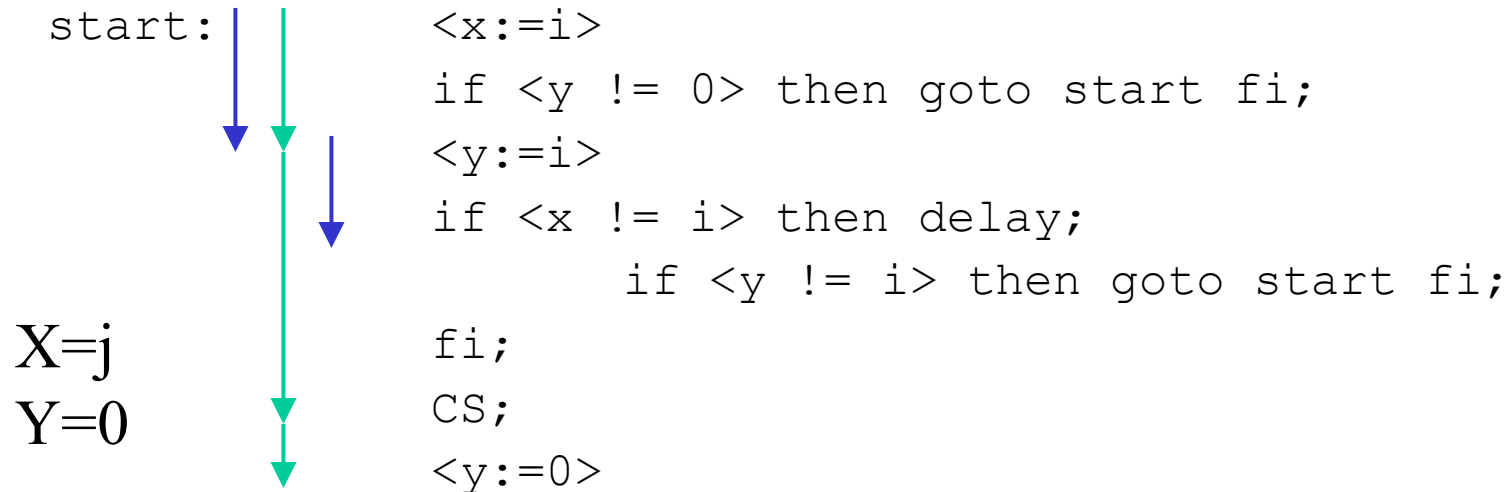 start: <x:=i>
if <y != 0> then goto start fi;
<y:=i>
if <x != i> then delay;
if <y != i> then goto start fi;
X=j fi;
Y=0 CS;
<y:=0>